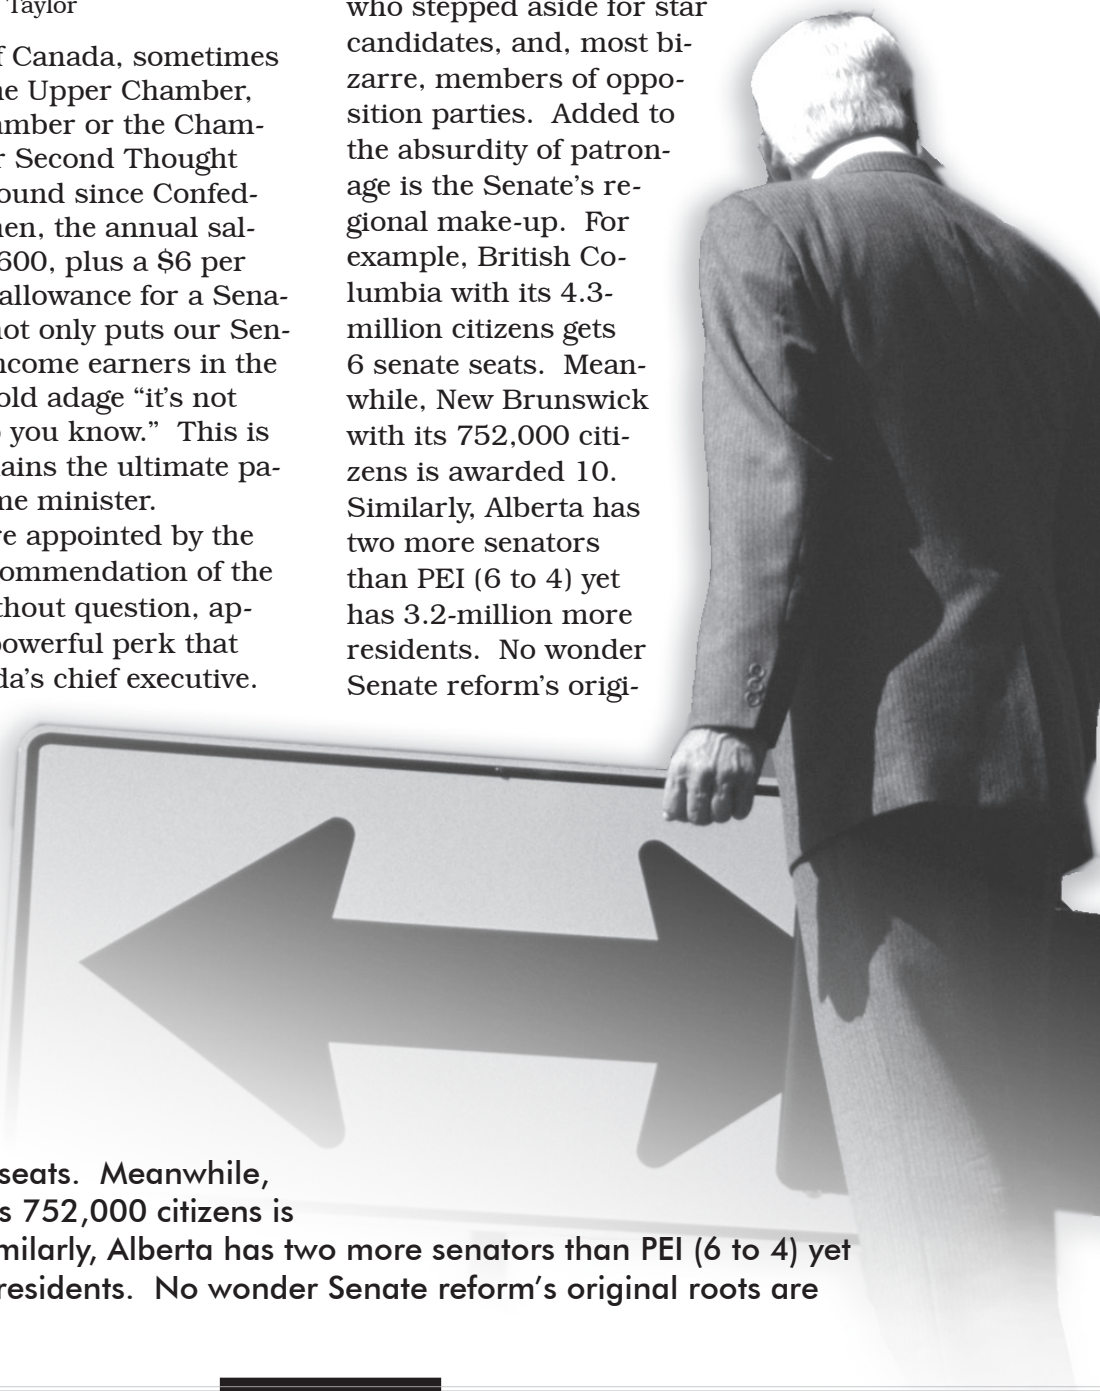 Taylor
f Canada, sometimes
e Upper Chamber,
amber or the Cham-
r Second Thought
ound since Confed-
en, the annual sal-
600, plus a $6 per
allowance for a Sena-
not only puts our Sen-
ncome earners in the
old adage “it’s not
you know.”  This is
ains the ultimate pa-
me minister.
re appointed by the
ommendation of the
thout question, ap-
powerful perk that
da’s chief executive.
who stepped aside for star
candidates, and, most bi-
zarre, members of oppo-
sition parties.  Added to
the absurdity of patron-
age is the Senate’s re-
gional make-up.  For
example, British Co-
lumbia with its 4.3-
million citizens gets
6 senate seats.  Mean-
while, New Brunswick
with its 752,000 citi-
zens is awarded 10.
Similarly, Alberta has
two more senators
than PEI (6 to 4) yet
has 3.2-million more
residents.  No wonder
Senate reform’s origi-
seats.  Meanwhile,
s 752,000 citizens is
milarly, Alberta has two more senators than PEI (6 to 4) yet
residents.  No wonder Senate reform’s original roots are